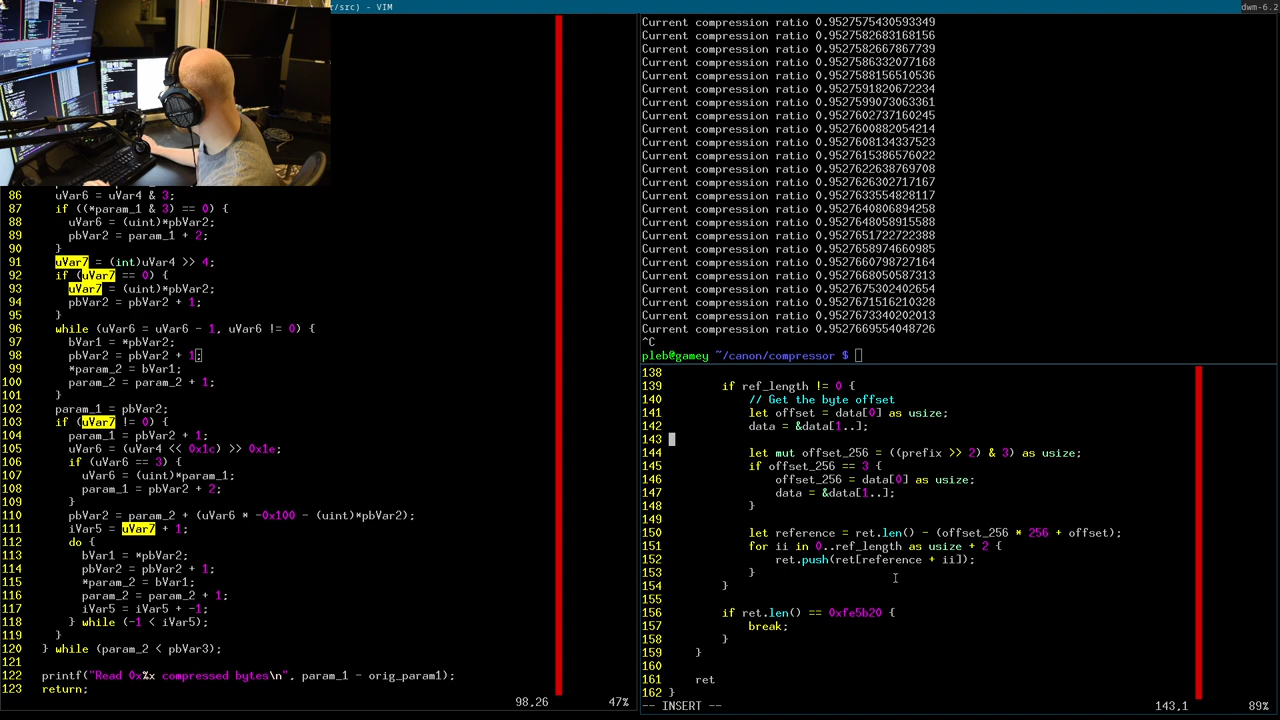 r/src) - VIM
dwm-6.2
86 uVar6 = uVar4 & 3;
87 if ((*param_1 & 3) == 0) {
88 uVar6 = (uint)*pbVar2;
89 pbVar2 = param_1 + 2;
90 }
91 uVar7 = (int)uVar4 >> 4;
92 if (uVar7 == 0) {
93 uVar7 = (uint)*pbVar2;
94 pbVar2 = pbVar2 + 1;
95 }
96 while (uVar6 = uVar6 - 1, uVar6 != 0) {
97 bVar1 = *pbVar2;
98 pbVar2 = pbVar2 + 1;
99 *param_2 = bVar1;
100 param_2 = param_2 + 1;
101 }
102 param_1 = pbVar2;
103 if (uVar7 != 0) {
104 param_1 = pbVar2 + 1;
105 uVar6 = (uVar4 << 0x1c) >> 0x1e;
106 if (uVar6 == 3) {
107 uVar6 = (uint)*param_1;
108 param_1 = pbVar2 + 2;
109 }
110 pbVar2 = param_2 + (uVar6 * -0x100 - (uint)*pbVar2);
111 iVar5 = uVar7 + 1;
112 do {
113 bVar1 = *pbVar2;
114 pbVar2 = pbVar2 + 1;
115 *param_2 = bVar1;
116 param_2 = param_2 + 1;
117 iVar5 = iVar5 + -1;
118 } while (-1 < iVar5);
119 }
120 } while (param_2 < pbVar3);
121
122 printf("Read 0x%x compressed bytes\n", param_1 - orig_param1);
123 return;
98,26 47%
Current compression ratio 0.9527575430593349
Current compression ratio 0.9527582683168156
Current compression ratio 0.9527582667867739
Current compression ratio 0.9527586332077168
Current compression ratio 0.9527588156510536
Current compression ratio 0.9527591820672234
Current compression ratio 0.9527599073063361
Current compression ratio 0.9527602737160245
Current compression ratio 0.9527600882054214
Current compression ratio 0.9527608134337523
Current compression ratio 0.9527615386576022
Current compression ratio 0.9527622638769708
Current compression ratio 0.9527626302717167
Current compression ratio 0.9527633554828117
Current compression ratio 0.9527640806894258
Current compression ratio 0.9527648058915588
Current compression ratio 0.9527651722722388
Current compression ratio 0.9527658974660985
Current compression ratio 0.9527660798727164
Current compression ratio 0.9527668050587313
Current compression ratio 0.9527675302402654
Current compression ratio 0.9527671516210328
Current compression ratio 0.9527673340202013
Current compression ratio 0.9527669554048726
^C
pleb@gamey ~/canon/compressor $
138
139 if ref_length != 0 {
140 // Get the byte offset
141 let offset = data[0] as usize;
142 data = &data[1..];
143
144 let mut offset_256 = ((prefix >> 2) & 3) as usize;
145 if offset_256 == 3 {
146 offset_256 = data[0] as usize;
147 data = &data[1..];
148 }
149
150 let reference = ret.len() - (offset_256 * 256 + offset);
151 for ii in 0..ref_length as usize + 2 {
152 ret.push(ret[reference + ii]);
153 }
154 }
155
156 if ret.len() == 0xfe5b20 {
157 break;
158 }
159 }
160
161 ret
162 }
-- INSERT -- 143,1 89%